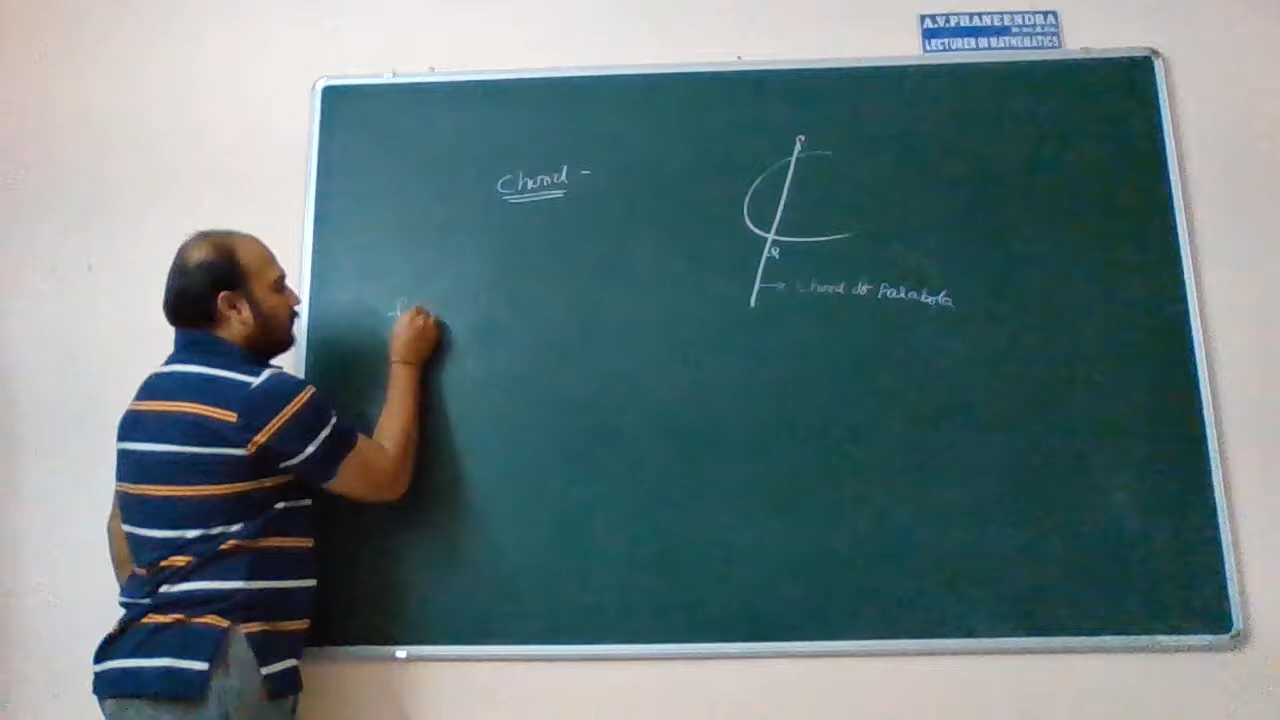 A.V.PHANEENDRA
LECTURER IN MATHEMATICS
Chord -
P
Q
→ Chord of Parabola